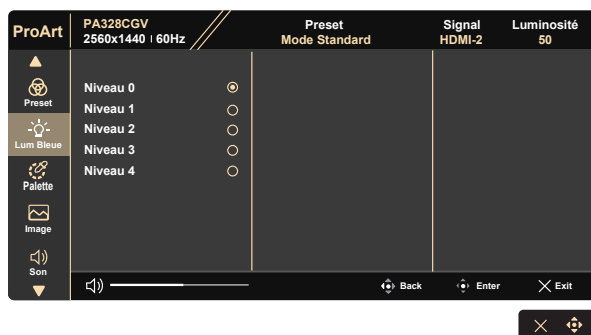 ProArt
PA328CGV
2560x1440 | 60Hz
Preset
Mode Standard
Signal
HDMI-2
Luminosité
50
Preset
Lum Bleue
Palette
Image
Son
Niveau 0
Niveau 1
Niveau 2
Niveau 3
Niveau 4
Back
Enter
Exit